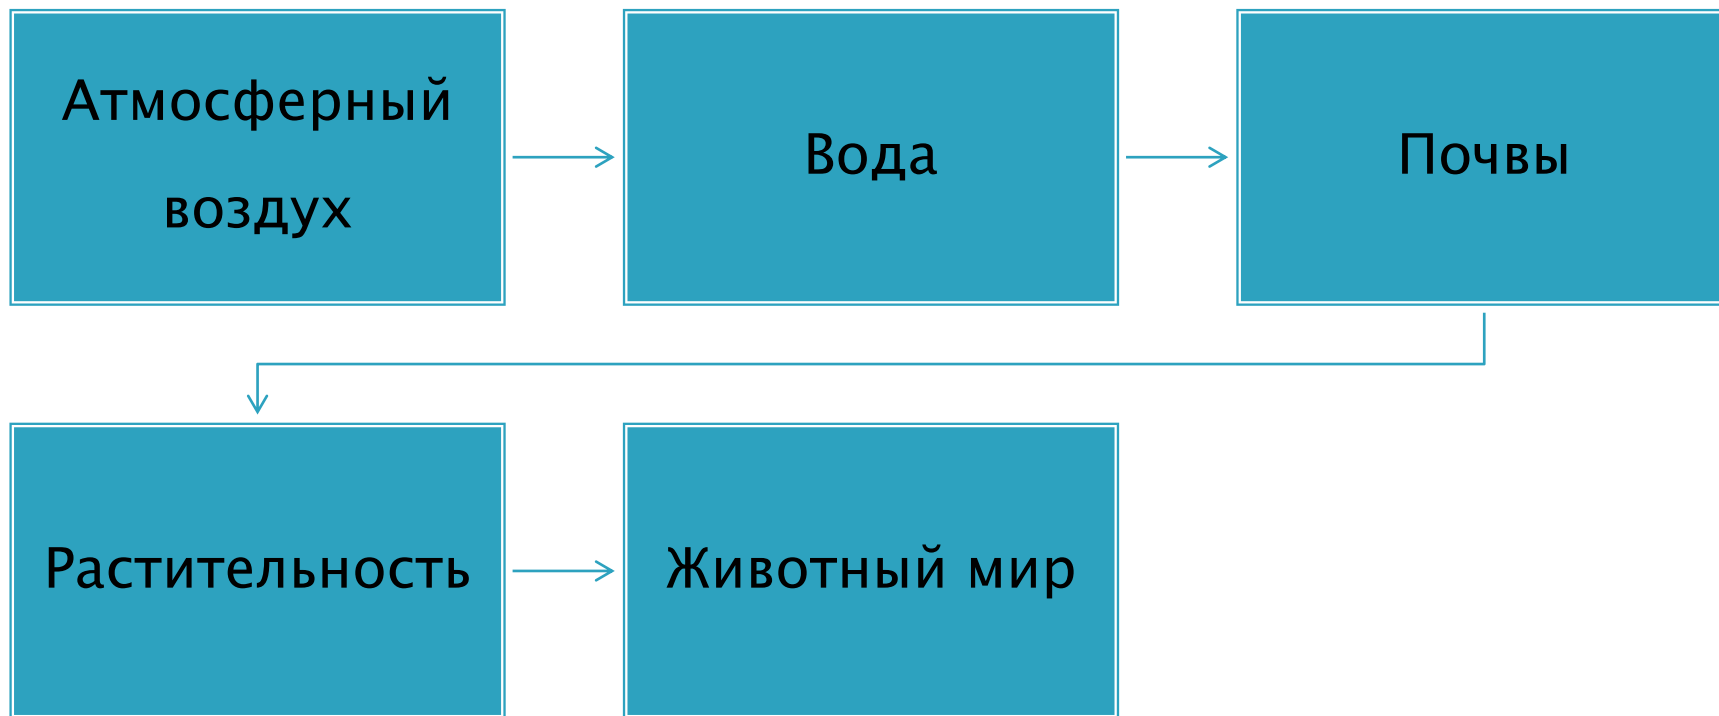 Атмосферный
воздух
Вода
Почвы
Растительность
Животный мир